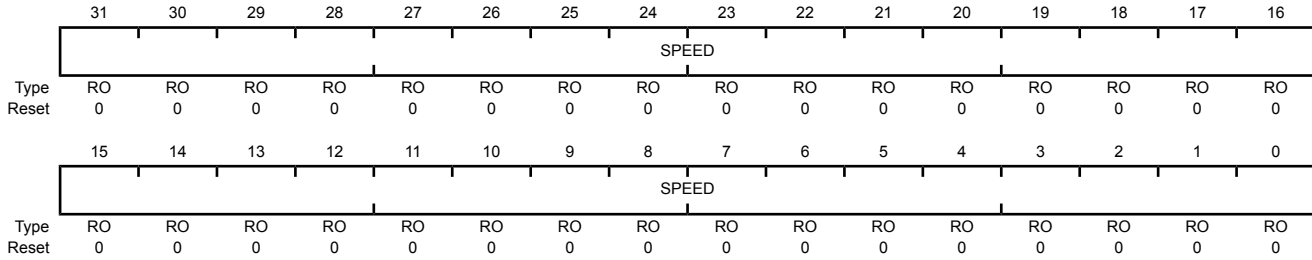 31 30 29 28 27 26 25 24 23 22 21 20 19 18 17 16
SPEED
Type RO RO RO RO RO RO RO RO RO RO RO RO RO RO RO RO
Reset 0 0 0 0 0 0 0 0 0 0 0 0 0 0 0 0
15 14 13 12 11 10 9 8 7 6 5 4 3 2 1 0
SPEED
Type RO RO RO RO RO RO RO RO RO RO RO RO RO RO RO RO
Reset 0 0 0 0 0 0 0 0 0 0 0 0 0 0 0 0